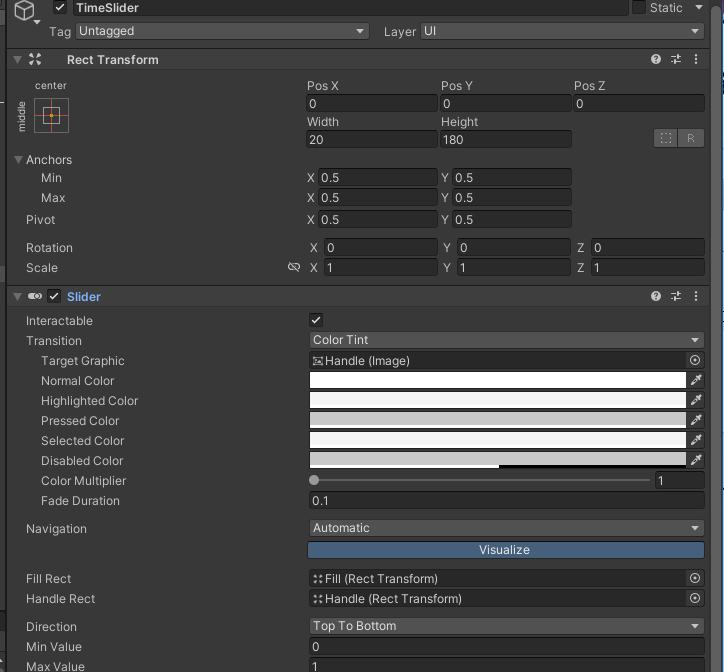 TimeSlider Static
Tag Untagged Layer UI
Rect Transform
center
middle
Pos X Pos Y Pos Z
0 0 0
Width Height
20 180
R
Anchors
Min X 0.5 Y 0.5
Max X 0.5 Y 0.5
Pivot X 0.5 Y 0.5
Rotation X 0 Y 0 Z 0
Scale X 1 Y 1 Z 1
Slider
Interactable
Transition Color Tint
Target Graphic Handle (Image)
Normal Color
Highlighted Color
Pressed Color
Selected Color
Disabled Color
Color Multiplier 1
Fade Duration 0.1
Navigation Automatic
Visualize
Fill Rect Fill (Rect Transform)
Handle Rect Handle (Rect Transform)
Direction Top To Bottom
Min Value 0
Max Value 1